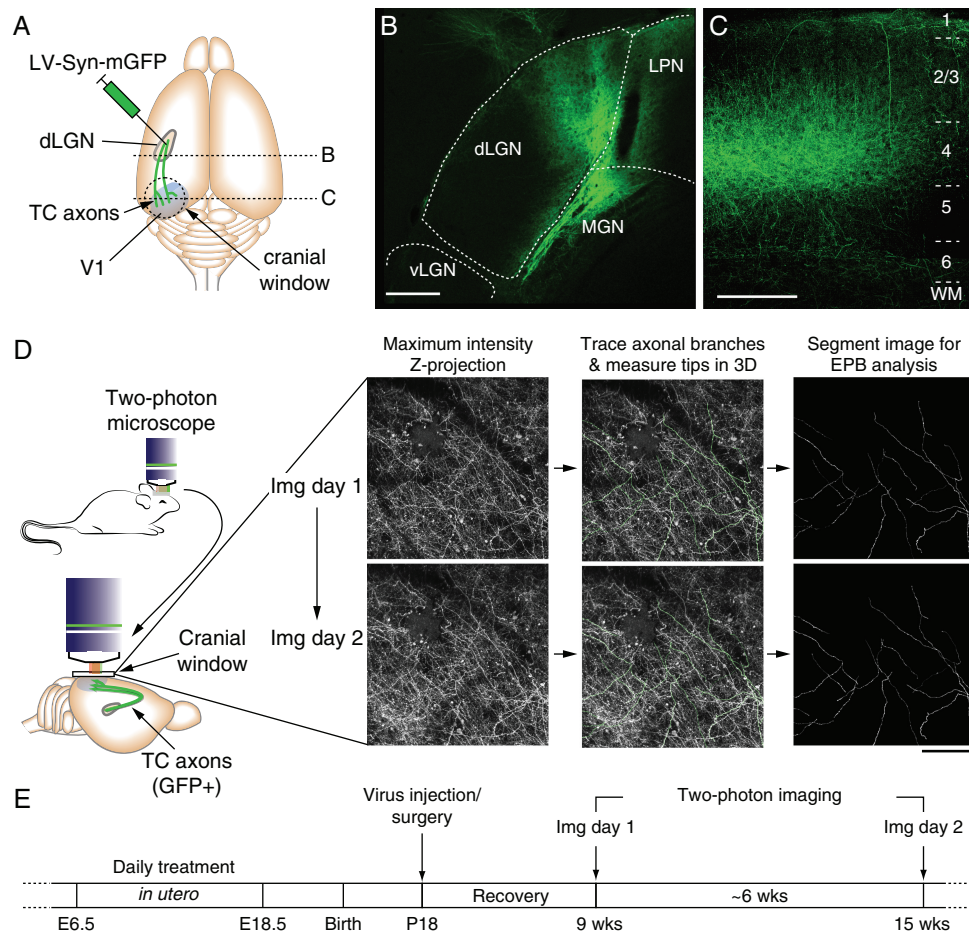 A
LV-Syn-mGFP
dLGN
B
TC axons
C
V1
cranial
window
B
LPN
dLGN
MGN
vLGN
C
1
2/3
4
5
6
WM
D
Two-photon
microscope
Img day 1
Img day 2
Cranial
window
TC axons
(GFP+)
Maximum intensity
Z-projection
Trace axonal branches
& measure tips in 3D
Segment image for
EPB analysis
E
Virus injection/
surgery
Two-photon imaging
Img day 1
Img day 2
Daily treatment
in utero
Recovery
~6 wks
E6.5
E18.5
Birth
P18
9 wks
15 wks